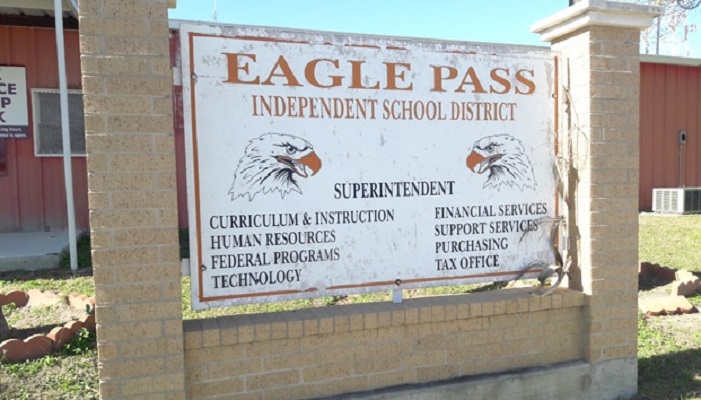 EAGLE PASS
INDEPENDENT SCHOOL DISTRICT
SUPERINTENDENT
CURRICULUM & INSTRUCTION
HUMAN RESOURCES
FEDERAL PROGRAMS
TECHNOLOGY
FINANCIAL SERVICES
SUPPORT SERVICES
PURCHASING
TAX OFFICE